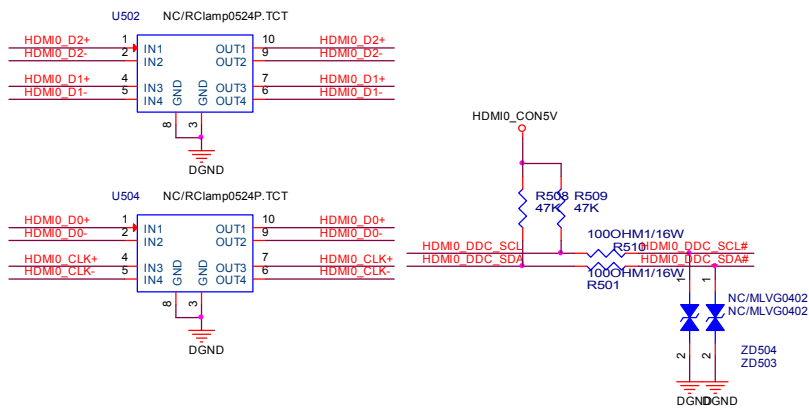 U502 NC/RClamp0524P.TCT
HDMI0_D2+ 1 IN1 OUT1 10 HDMI0_D2+
HDMI0_D2- 2 IN2 OUT2 9 HDMI0_D2-
HDMI0_D1+ 4 IN3 OUT3 7 HDMI0_D1+
HDMI0_D1- 5 IN4 OUT4 6 HDMI0_D1-
GND GND
8 3
DGND
U504 NC/RClamp0524P.TCT
HDMI0_D0+ 1 IN1 OUT1 10 HDMI0_D0+
HDMI0_D0- 2 IN2 OUT2 9 HDMI0_D0-
HDMI0_CLK+ 4 IN3 OUT3 7 HDMI0_CLK+
HDMI0_CLK- 5 IN4 OUT4 6 HDMI0_CLK-
GND GND
8 3
DGND
HDMI0_CON5V
R508 R509
47K 47K
100OHM1/16W
HDMI0_DDC_SCL R510 HDMI0_DDC_SCL#
HDMI0_DDC_SDA HDMI0_DDC_SDA#
100OHM1/16W
R501
1 1
NC/MLVG0402
NC/MLVG0402
2 2
ZD504
ZD503
DGND DGND